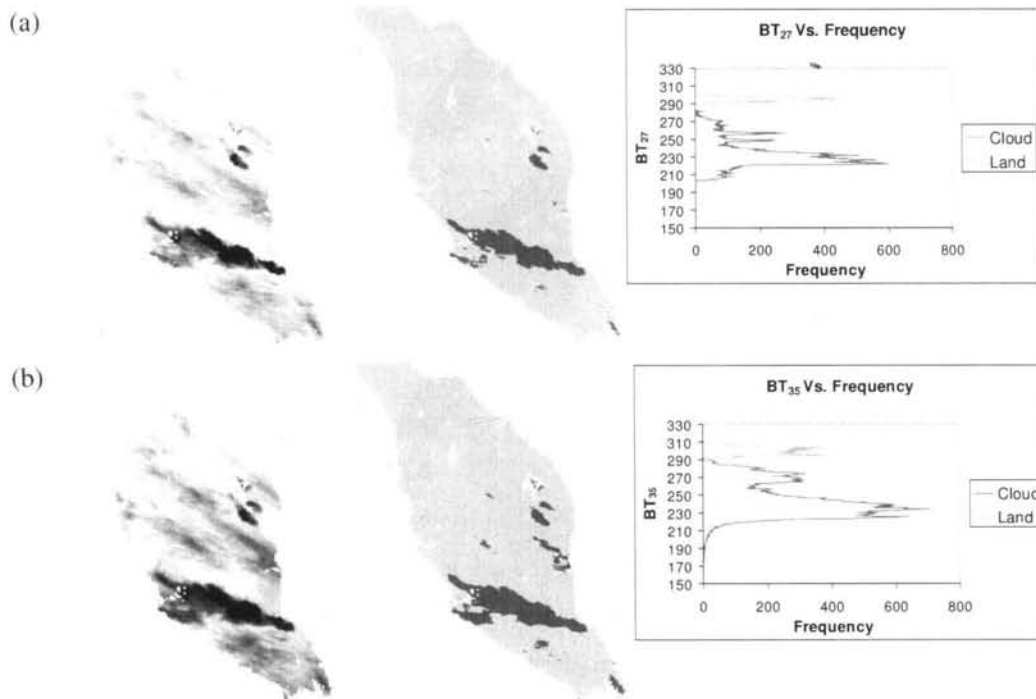 (a)
BT27 Vs. Frequency
330
310
290
270
250
230
210
190
170
150
BT27
0 200 400 600 800
Frequency
Cloud
Land
(b)
BT35 Vs. Frequency
330
310
290
270
250
230
210
190
170
150
BT35
0 200 400 600 800
Frequency
Cloud
Land